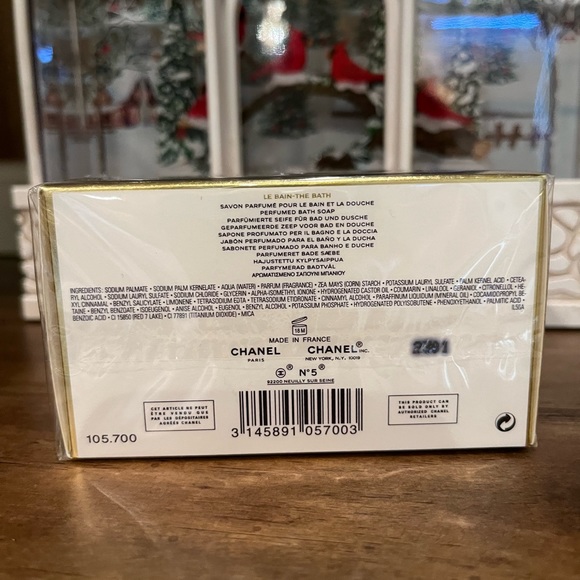 LE BAIN-THE BATH
SAVON PARFUMÉ POUR LE BAIN ET LA DOUCHE
PERFUMED BATH SOAP
PARFÜMIERTE SEIFE FÜR BAD UND DUSCHE
GEPARFUMEERDE ZEEP VOOR BAD EN DOUCHE
SAPONE PROFUMATO PER IL BAGNO E LA DOCCIA
JABÓN PERFUMADO PARA EL BAÑO Y LA DUCHA
SABONETE PERFUMADO PARA BANHO E DUCHA
PARFUMERET BADE SÆBE
HAJUSTETTU KYLPYSAIPPUA
PARFYMERAD BADTVÅL
ΑΡΩΜΑΤΙΣΜΕΝΟ ΣΑΠΟΥΝΙ ΜΠΑΝΙΟΥ
INGREDIENTS: SODIUM PALMATE • SODIUM PALM KERNELATE • AQUA (WATER) • PARFUM (FRAGRANCE) • ZEA MAYS (CORN) STARCH • POTASSIUM LAURYL SULFATE • PALM KERNEL ACID • CETEA-
RYL ALCOHOL • SODIUM LAURYL SULFATE • SODIUM CHLORIDE • GLYCERIN • ALPHA-ISOMETHYL IONONE • HYDROGENATED CASTOR OIL • COUMARIN • LINALOOL • GERANIOL • CITRONELLOL • HE-
XYL CINNAMAL • BENZYL SALICYLATE • LIMONENE • TETRASODIUM EDTA • TETRASODIUM ETIDRONATE • CINNAMYL ALCOHOL • PARAFFINUM LIQUIDUM (MINERAL OIL) • COCAMIDOPROPYL BE-
TAINE • BENZYL BENZOATE • ISOEUGENOL • ANISE ALCOHOL • EUGENOL • BENZYL ALCOHOL • POTASSIUM PHOSPHATE • HYDROGENATED POLYISOBUTENE • PHENOXYETHANOL • PALMITIC ACID •
BENZOIC ACID • CI 15850 (RED 7 LAKE) • CI 77891 (TITANIUM DIOXIDE) • MICA
IL55A
18 M
MADE IN FRANCE
CHANEL CHANEL® INC.
PARIS NEW YORK, N.Y. 10019
N°5®
92200 NEUILLY SUR SEINE
CET ARTICLE NE PEUT
ÊTRE VENDU QUE
PAR LES DÉPOSITAIRES
AGRÉÉS CHANEL
THIS PRODUCT CAN
BE SOLD ONLY BY
AUTHORIZED CHANEL
RETAILERS
105.700
3 145891 057003